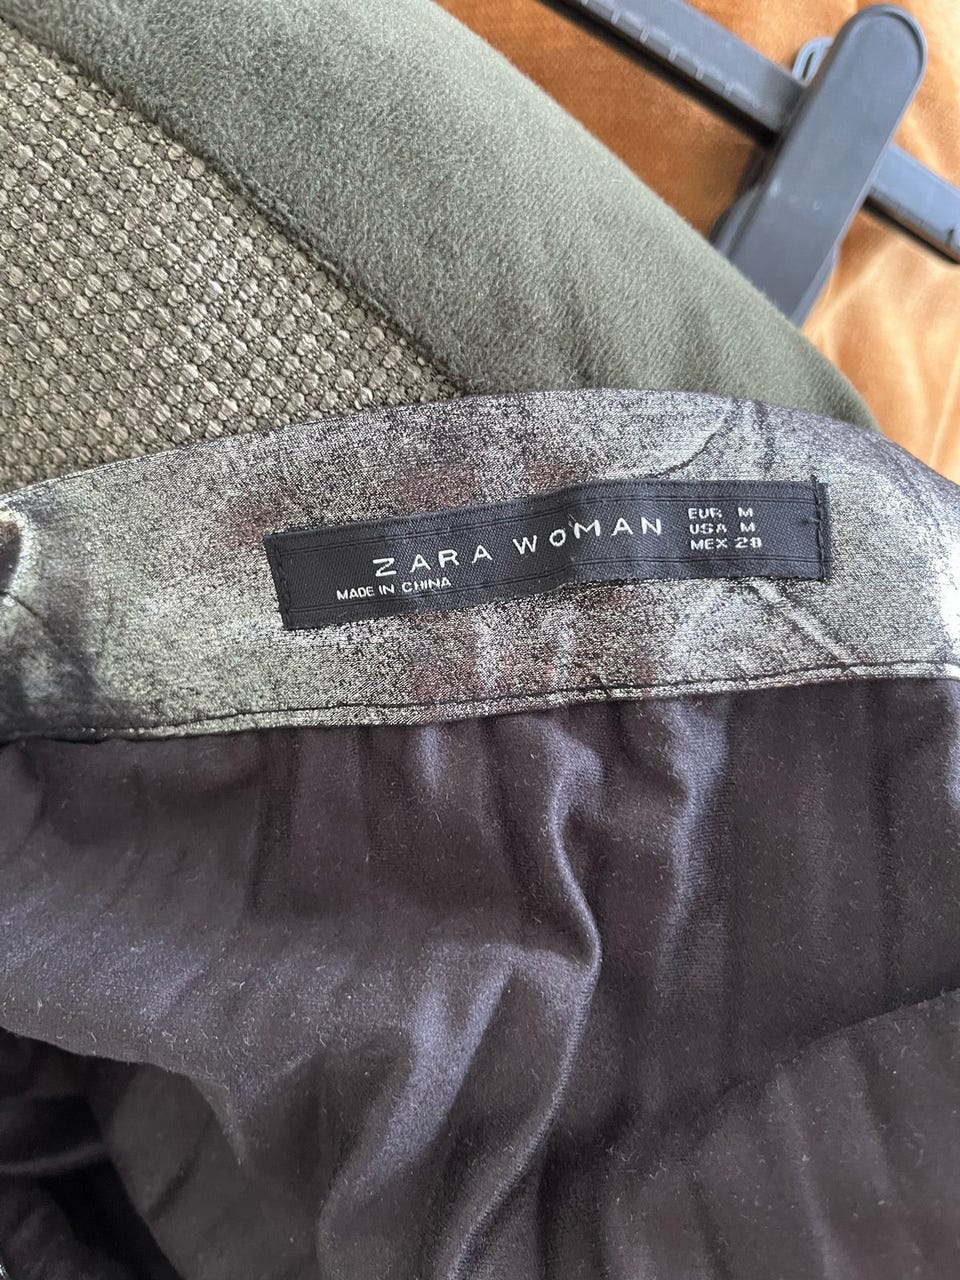 ZARA WOMAN
MADE IN CHINA
EUR M
USA M
MEX 28